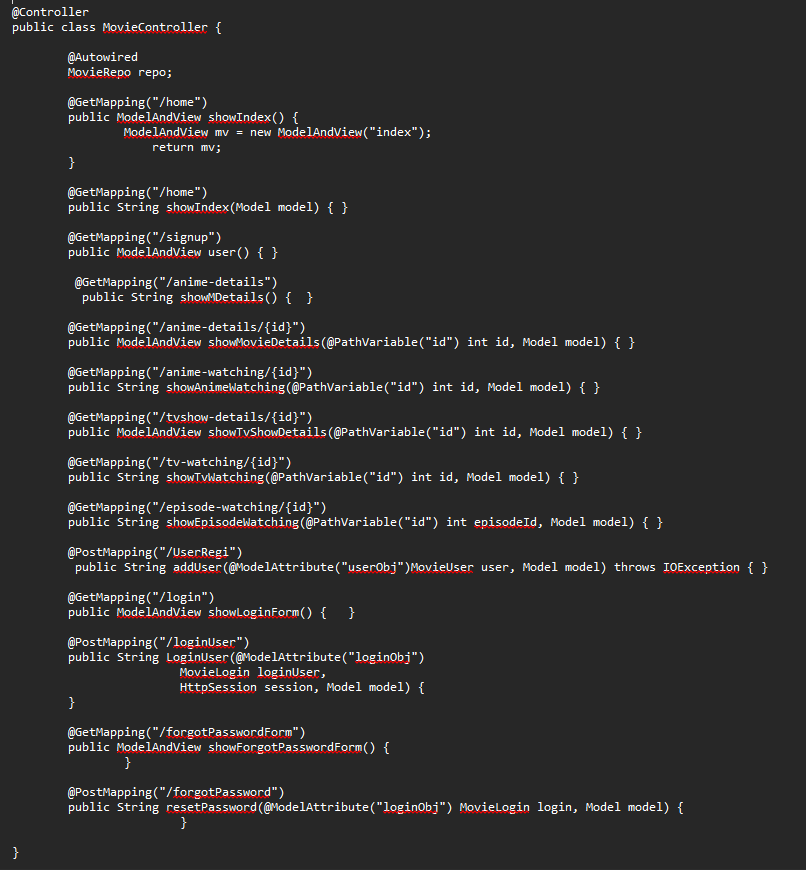 @Controller
public class MovieController {
@Autowired
MovieRepo repo;
@GetMapping("/home")
public ModelAndView showIndex() {
ModelAndView mv = new ModelAndView("index");
return mv;
}
@GetMapping("/home")
public String showIndex(Model model) { }
@GetMapping("/signup")
public ModelAndView user() { }
@GetMapping("/anime-details")
public String showMDetails() {  }
@GetMapping("/anime-details/{id}")
public ModelAndView showMovieDetails(@PathVariable("id") int id, Model model) { }
@GetMapping("/anime-watching/{id}")
public String showAnimeWatching(@PathVariable("id") int id, Model model) { }
@GetMapping("/tvshow-details/{id}")
public ModelAndView showTvShowDetails(@PathVariable("id") int id, Model model) { }
@GetMapping("/tv-watching/{id}")
public String showTvWatching(@PathVariable("id") int id, Model model) { }
@GetMapping("/episode-watching/{id}")
public String showEpisodeWatching(@PathVariable("id") int episodeId, Model model) { }
@PostMapping("/UserRegi")
public String addUser(@ModelAttribute("userObj")MovieUser user, Model model) throws IOException { }
@GetMapping("/login")
public ModelAndView showLoginForm() {   }
@PostMapping("/loginUser")
public String LoginUser(@ModelAttribute("loginObj")
MovieLogin loginUser,
HttpSession session, Model model) {
}
@GetMapping("/forgotPasswordForm")
public ModelAndView showForgotPasswordForm() {
}
@PostMapping("/forgotPassword")
public String resetPassword(@ModelAttribute("loginObj") MovieLogin login, Model model) {
}
}